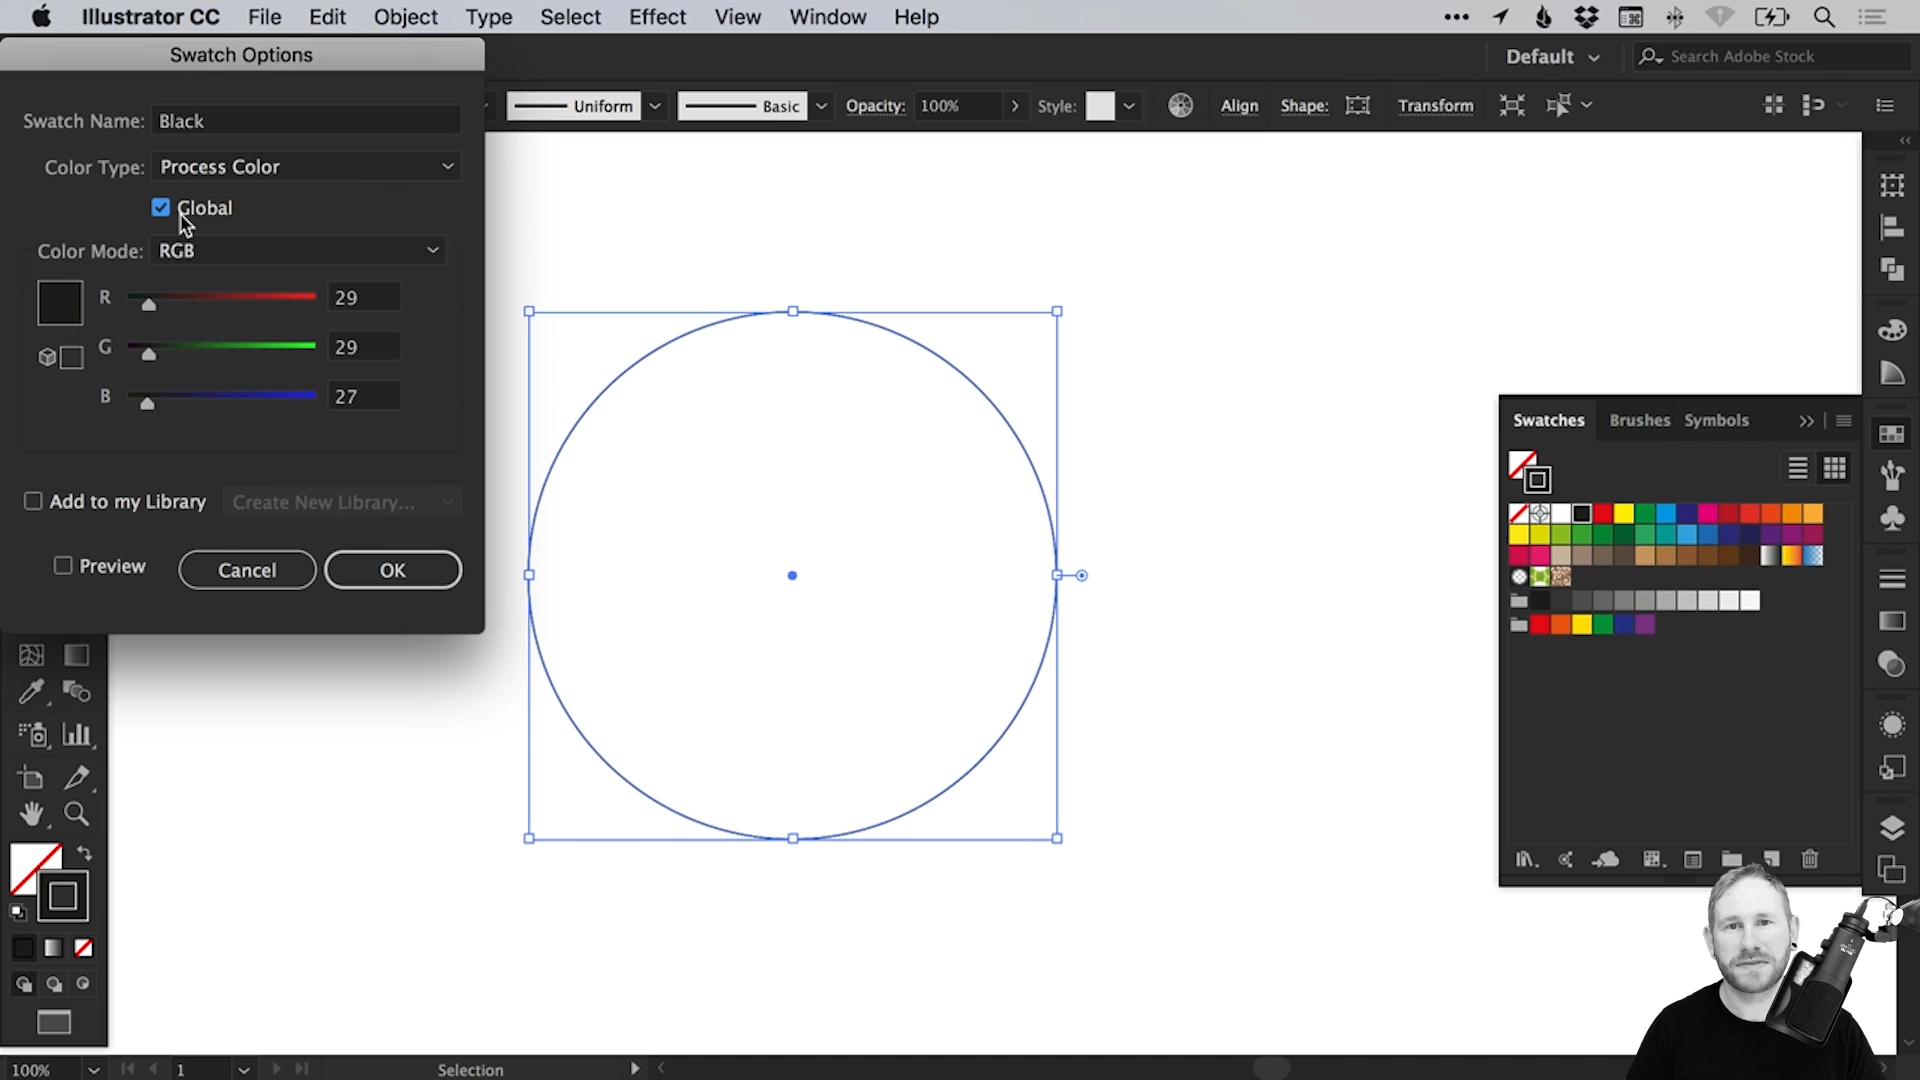 Illustrator CC File Edit Object Type Select Effect View Window Help
Swatch Options
Default
Search Adobe Stock
Uniform
Basic
Opacity: 100%
Style:
Align
Shape:
Transform
Swatch Name: Black
Color Type: Process Color
Global
Color Mode: RGB
R 29
G 29
B 27
Add to my Library
Create New Library...
Preview
Cancel
OK
Swatches Brushes Symbols
100%
1
Selection